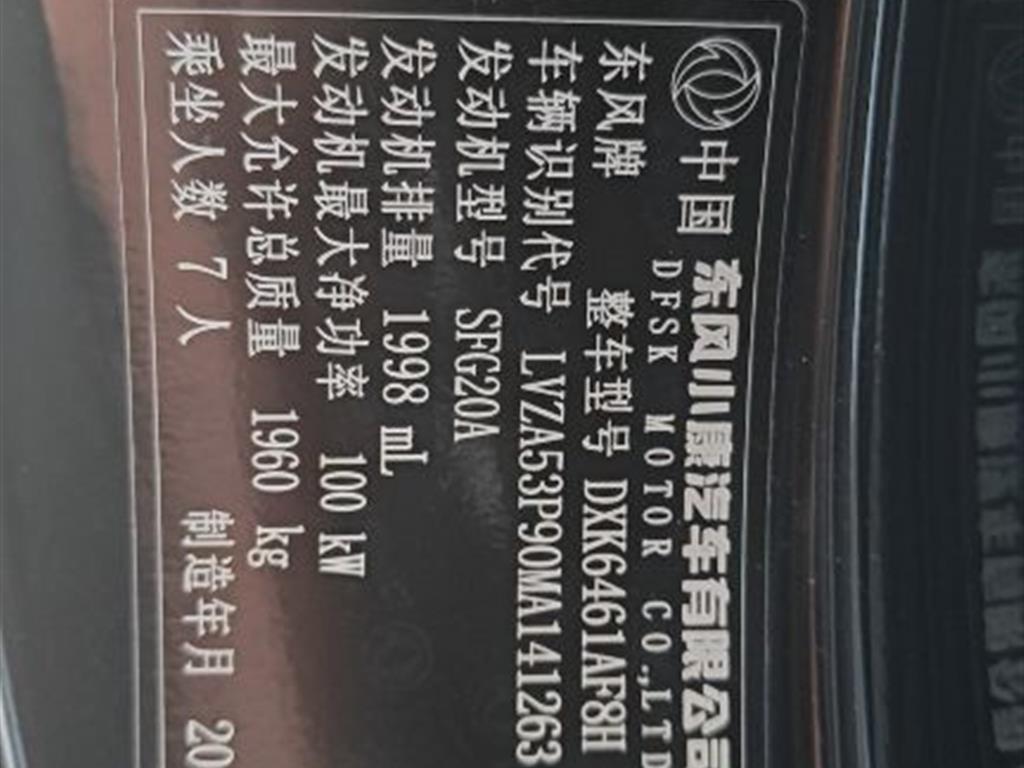 中国 东风小康汽车有限公司
DFSK MOTOR CO.,LTD
东风牌 整车型号 DXK6461AF8H
车辆识别代号 LVZA53P90MA141263
发动机型号 SFG20A
发动机排量 1998 mL
发动机最大净功率 100 kW
最大允许总质量 1960 kg
乘坐人数 7 人 制造年月 20